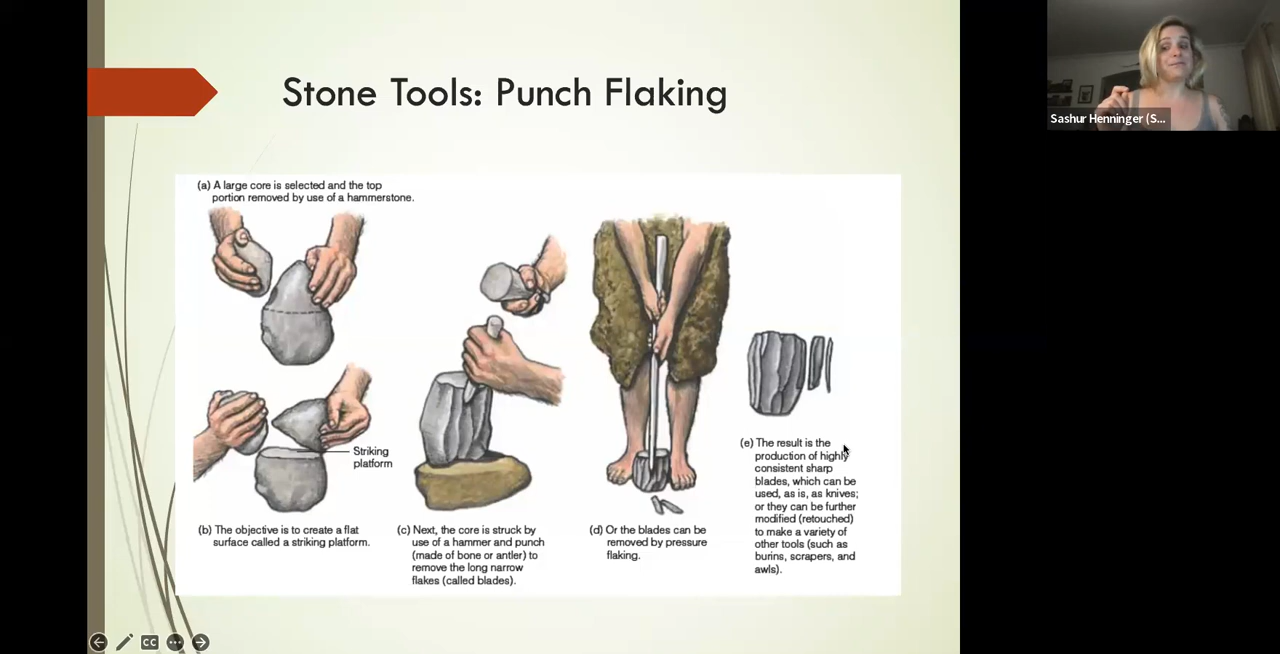 Stone Tools: Punch Flaking
Sashur Henninger (S...
(a) A large core is selected and the top
portion removed by use of a hammerstone.
Striking
platform
(b) The objective is to create a flat
surface called a striking platform.
(c) Next, the core is struck by
use of a hammer and punch
(made of bone or antler) to
remove the long narrow
flakes (called blades).
(d) Or the blades can be
removed by pressure
flaking.
(e) The result is the
production of highly
consistent sharp
blades, which can be
used, as is, as knives;
or they can be further
modified (retouched)
to make a variety of
other tools (such as
burins, scrapers, and
awls).
CC